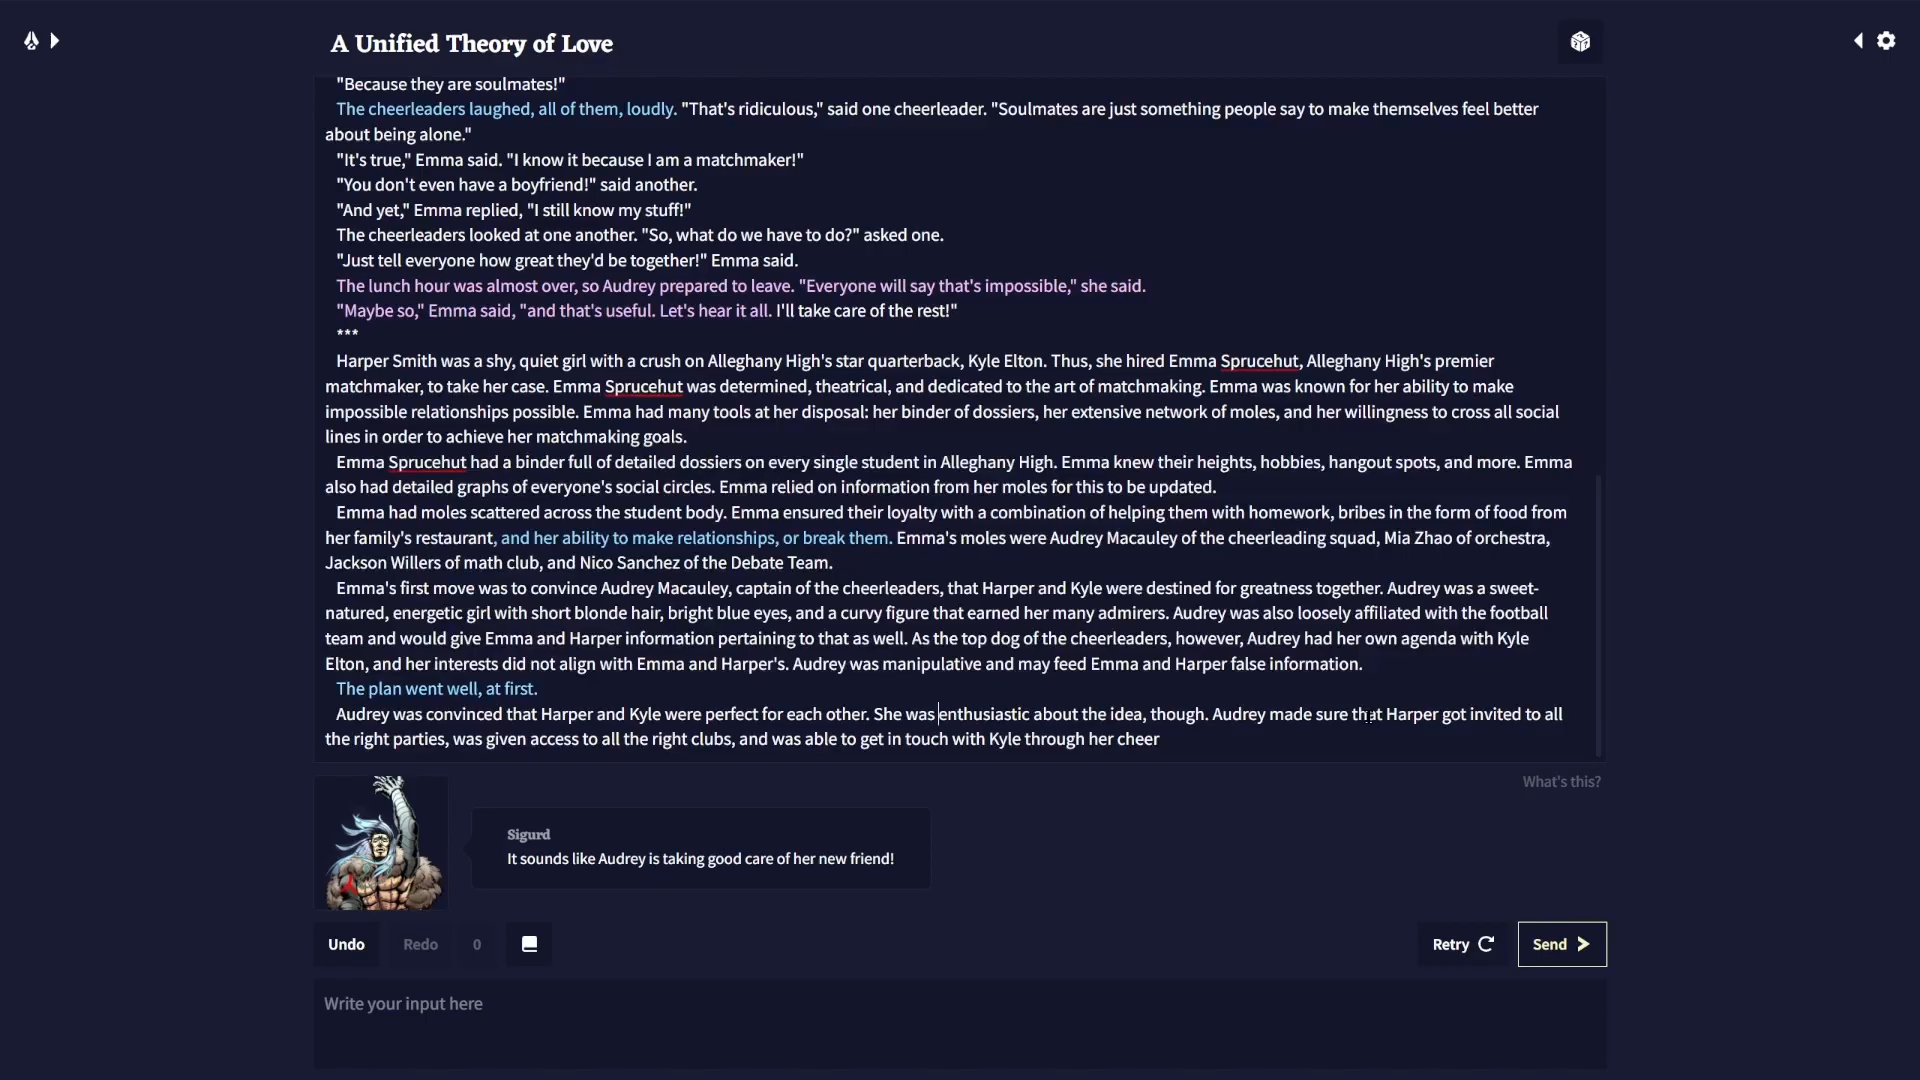 A Unified Theory of Love
"Because they are soulmates!"
The cheerleaders laughed, all of them, loudly. "That's ridiculous," said one cheerleader. "Soulmates are just something people say to make themselves feel better
about being alone."
"It's true," Emma said. "I know it because I am a matchmaker!"
"You don't even have a boyfriend!" said another.
"And yet," Emma replied, "I still know my stuff!"
The cheerleaders looked at one another. "So, what do we have to do?" asked one.
"Just tell everyone how great they'd be together!" Emma said.
The lunch hour was almost over, so Audrey prepared to leave. "Everyone will say that's impossible," she said.
"Maybe so," Emma said, "and that's useful. Let's hear it all. I'll take care of the rest!"
***
Harper Smith was a shy, quiet girl with a crush on Alleghany High's star quarterback, Kyle Elton. Thus, she hired Emma Sprucehut, Alleghany High's premier
matchmaker, to take her case. Emma Sprucehut was determined, theatrical, and dedicated to the art of matchmaking. Emma was known for her ability to make
impossible relationships possible. Emma had many tools at her disposal: her binder of dossiers, her extensive network of moles, and her willingness to cross all social
lines in order to achieve her matchmaking goals.
Emma Sprucehut had a binder full of detailed dossiers on every single student in Alleghany High. Emma knew their heights, hobbies, hangout spots, and more. Emma
also had detailed graphs of everyone's social circles. Emma relied on information from her moles for this to be updated.
Emma had moles scattered across the student body. Emma ensured their loyalty with a combination of helping them with homework, bribes in the form of food from
her family's restaurant, and her ability to make relationships, or break them. Emma's moles were Audrey Macauley of the cheerleading squad, Mia Zhao of orchestra,
Jackson Willers of math club, and Nico Sanchez of the Debate Team.
Emma's first move was to convince Audrey Macauley, captain of the cheerleaders, that Harper and Kyle were destined for greatness together. Audrey was a sweet-
natured, energetic girl with short blonde hair, bright blue eyes, and a curvy figure that earned her many admirers. Audrey was also loosely affiliated with the football
team and would give Emma and Harper information pertaining to that as well. As the top dog of the cheerleaders, however, Audrey had her own agenda with Kyle
Elton, and her interests did not align with Emma and Harper's. Audrey was manipulative and may feed Emma and Harper false information.
The plan went well, at first.
Audrey was convinced that Harper and Kyle were perfect for each other. She was enthusiastic about the idea, though. Audrey made sure that Harper got invited to all
the right parties, was given access to all the right clubs, and was able to get in touch with Kyle through her cheer
What's this?
Sigurd
It sounds like Audrey is taking good care of her new friend!
Undo Redo 0 Retry Send
Write your input here